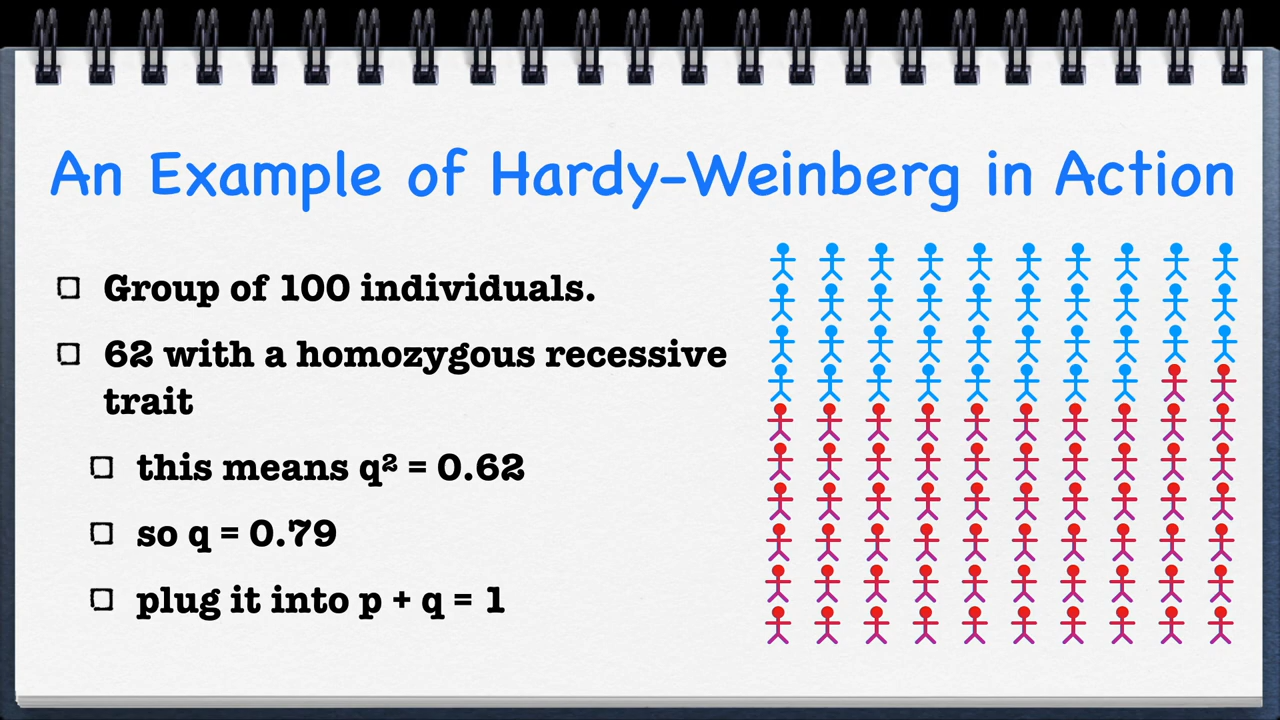 An Example of Hardy-Weinberg in Action
Group of 100 individuals.
62 with a homozygous recessive
trait
this means q² = 0.62
so q = 0.79
plug it into p + q = 1